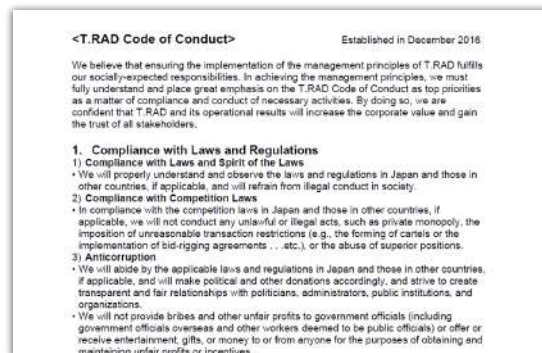 <T.RAD Code of Conduct> Established in December 2016
We believe that ensuring the implementation of the management principles of T.RAD fulfills
our socially-expected responsibilities. In achieving the management principles, we must
fully understand and place great emphasis on the T.RAD Code of Conduct as top priorities
as a matter of compliance and conduct of necessary activities. By doing so, we are
confident that T.RAD and its operational results will increase the corporate value and gain
the trust of all stakeholders.
1. Compliance with Laws and Regulations
1) Compliance with Laws and Spirit of the Laws
・We will properly understand and observe the laws and regulations in Japan and those in
other countries, if applicable, and will refrain from illegal conduct in society.
2) Compliance with Competition Laws
・In compliance with the competition laws in Japan and those in other countries, if
applicable, we will not conduct any unlawful or illegal acts, such as private monopoly, the
imposition of unreasonable transaction restrictions (e.g., the forming of cartels or the
implementation of bid-rigging agreements . . .etc.), or the abuse of superior positions.
3) Anticorruption
・We will abide by the applicable laws and regulations in Japan and those in other countries,
if applicable, and will make political and other donations accordingly, and strive to create
transparent and fair relationships with politicians, administrators, public institutions, and
organizations.
・We will not provide bribes and other unfair profits to government officials (including
government officials overseas and other workers deemed to be public officials) or offer or
receive entertainment, gifts, or money to or from anyone for the purposes of obtaining and
maintaining unfair profits or incentives.